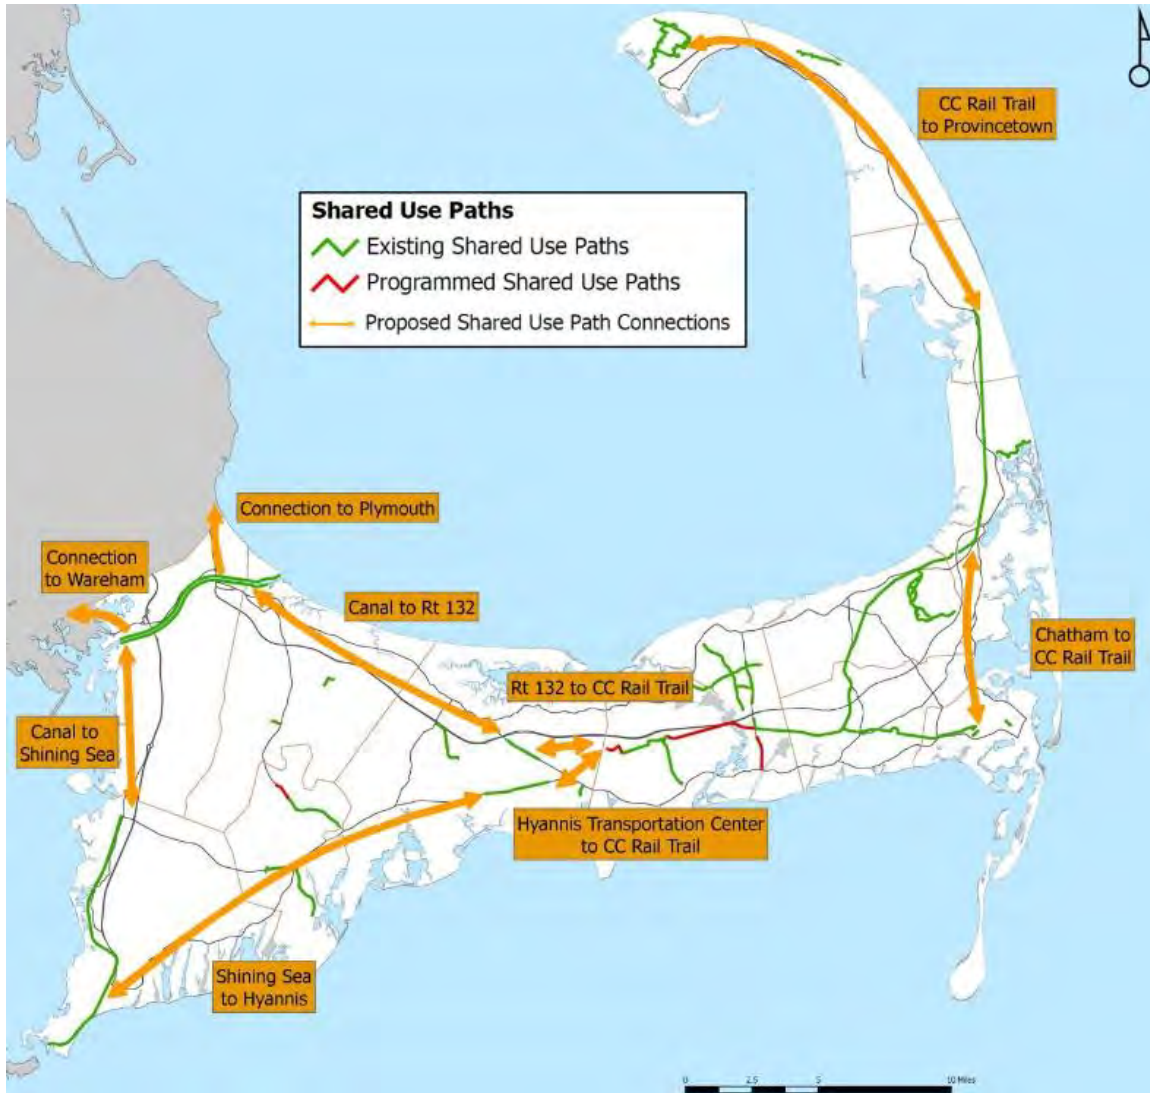 CC Rail Trail
to Provincetown
Shared Use Paths
Existing Shared Use Paths
Programmed Shared Use Paths
Proposed Shared Use Path Connections
Connection to Plymouth
Connection
to Wareham
Canal to Rt 132
Chatham to
CC Rail Trail
Rt 132 to CC Rail Trail
Canal to
Shining Sea
Hyannis Transportation Center
to CC Rail Trail
Shining Sea
to Hyannis
0 2.5 5 10 Miles